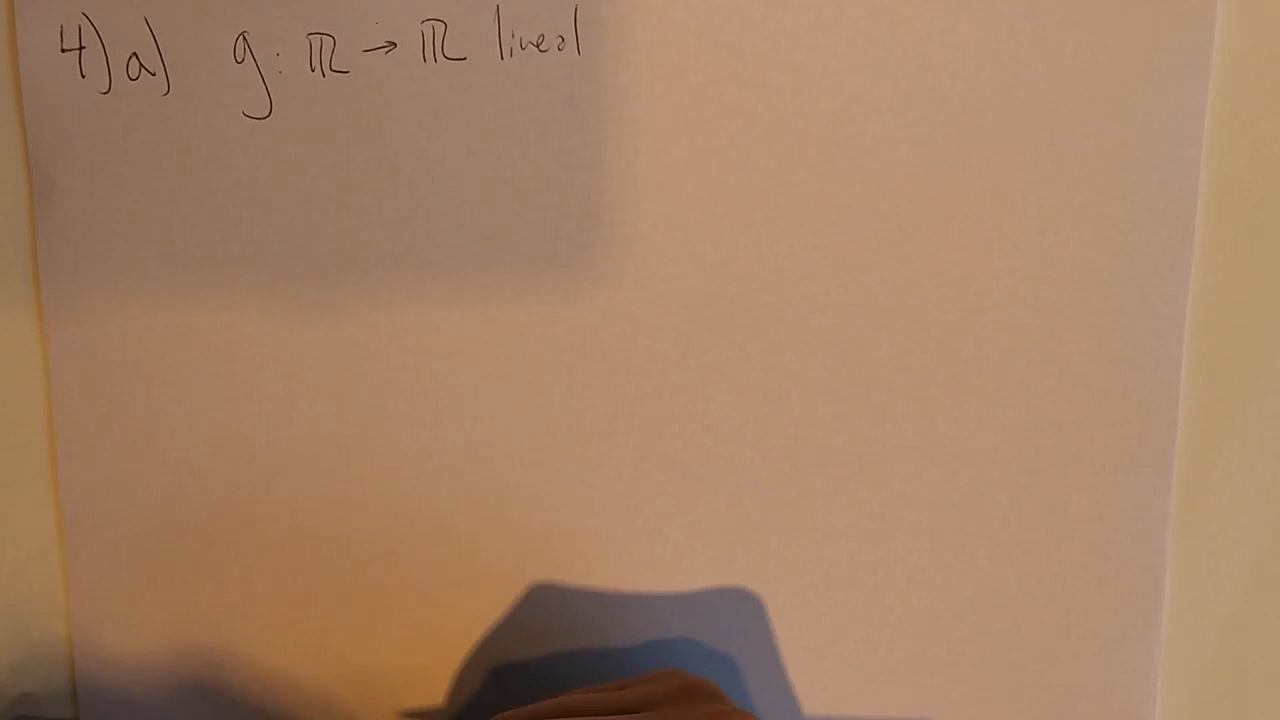 4) a) g: ℝ → ℝ lineal